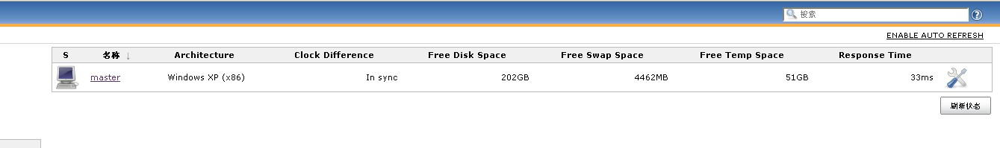 搜索
ENABLE AUTO REFRESH
S 名称 ↓ Architecture Clock Difference Free Disk Space Free Swap Space Free Temp Space Response Time
master Windows XP (x86) In sync 202GB 4462MB 51GB 33ms
刷新状态